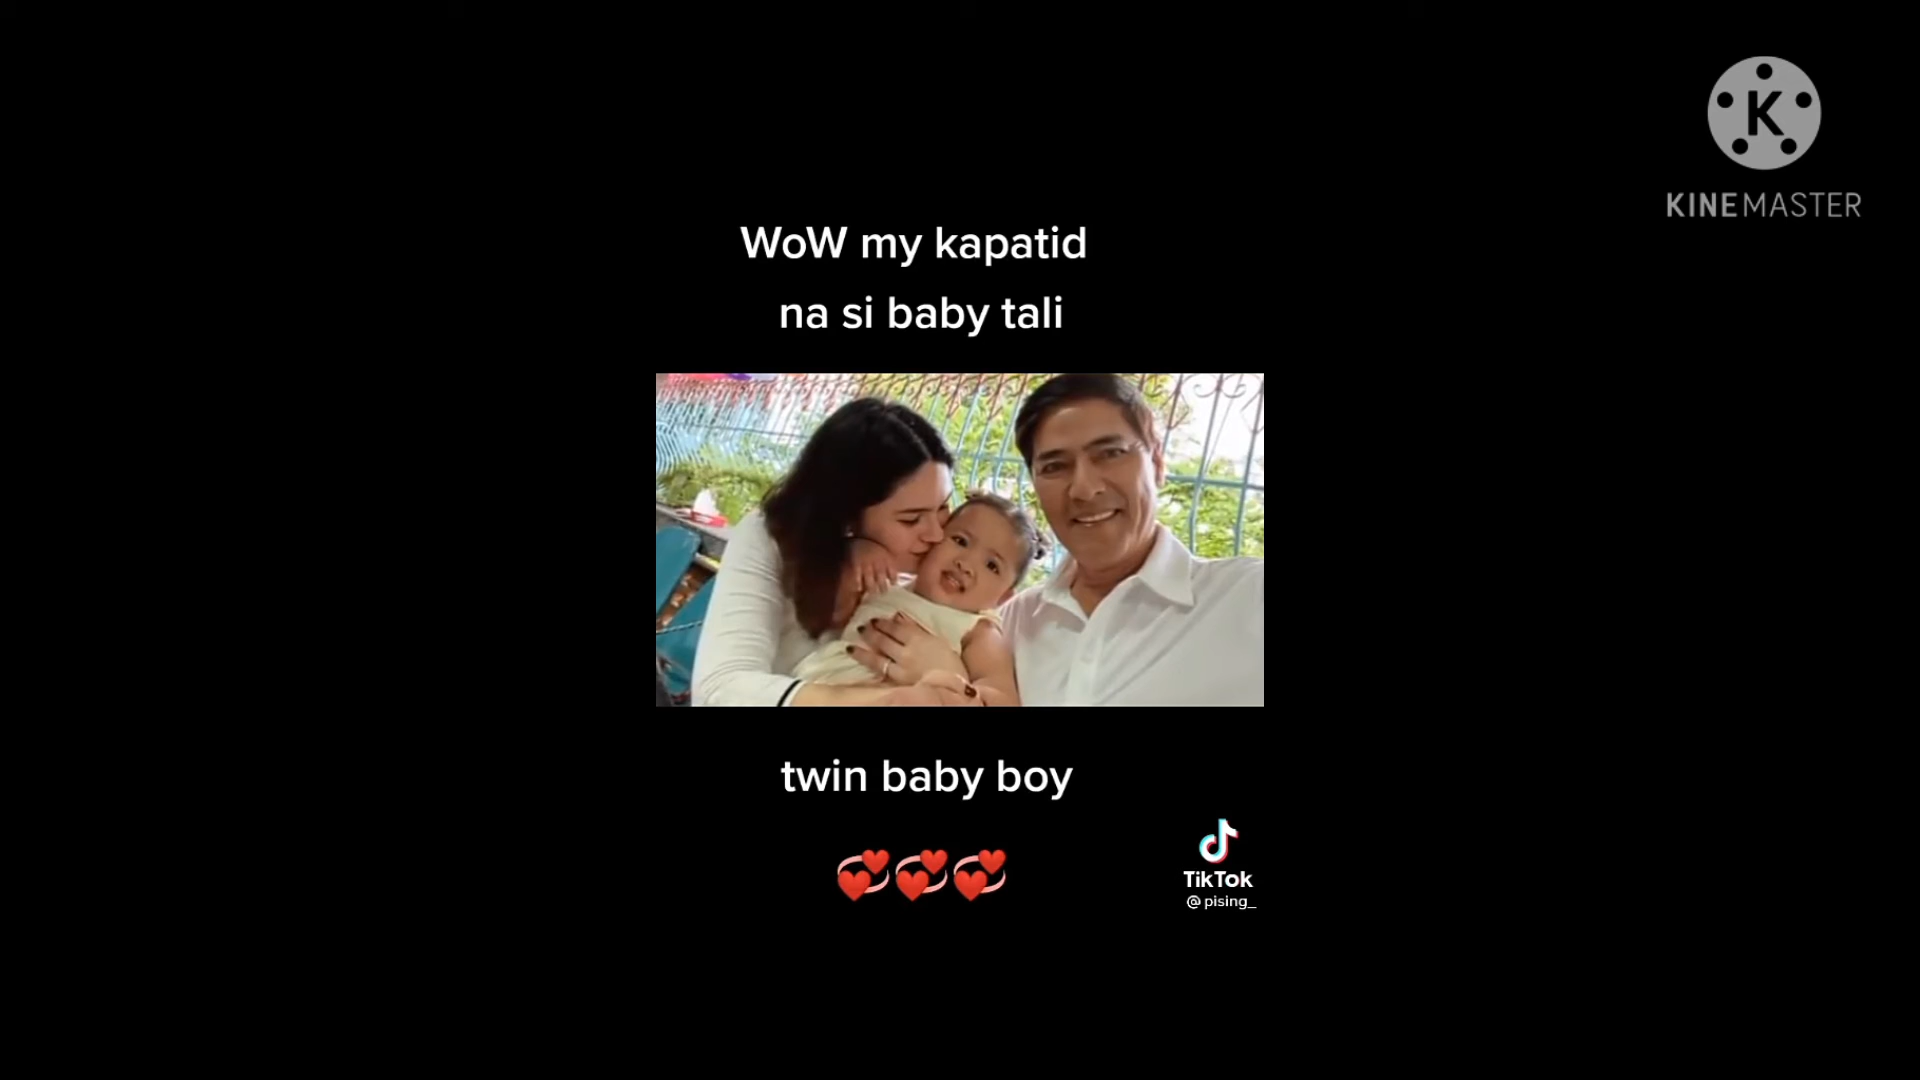 K
KINEMASTER
WoW my kapatid
na si baby tali
twin baby boy
💞💞💞
TikTok
@ pising_